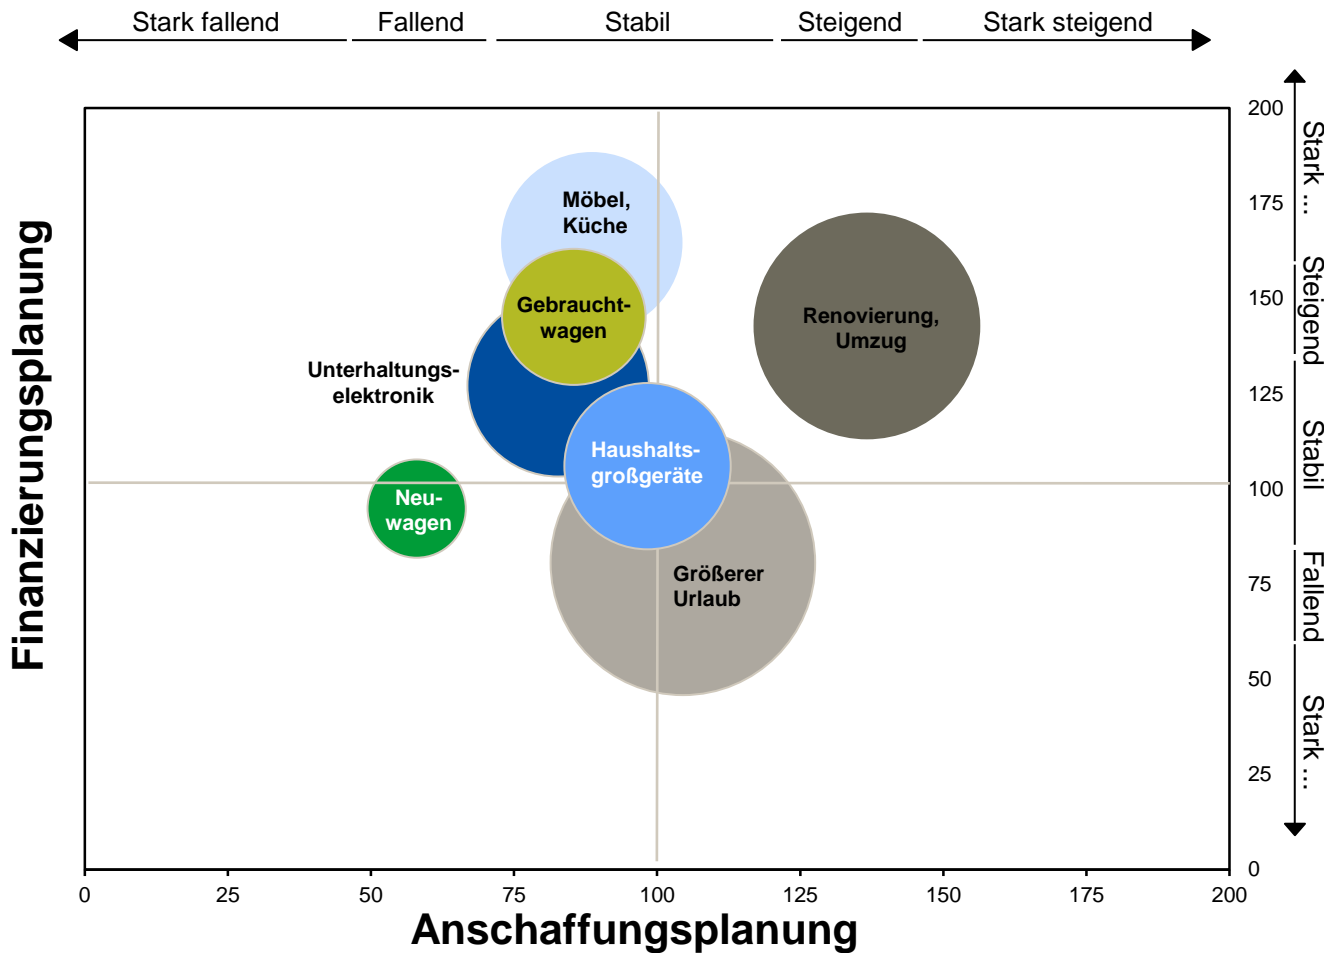 Stark fallend
Fallend
Stabil
Steigend
Stark steigend
200
175
150
125
100
75
50
25
0
Stark ...
Steigend
Stabil
Fallend
Stark ...
Finanzierungsplanung
Möbel,
Küche
Gebraucht-
wagen
Renovierung,
Umzug
Unterhaltungs-
elektronik
Haushalts-
großgeräte
Neu-
wagen
Größerer
Urlaub
0
25
50
75
100
125
150
175
200
Anschaffungsplanung